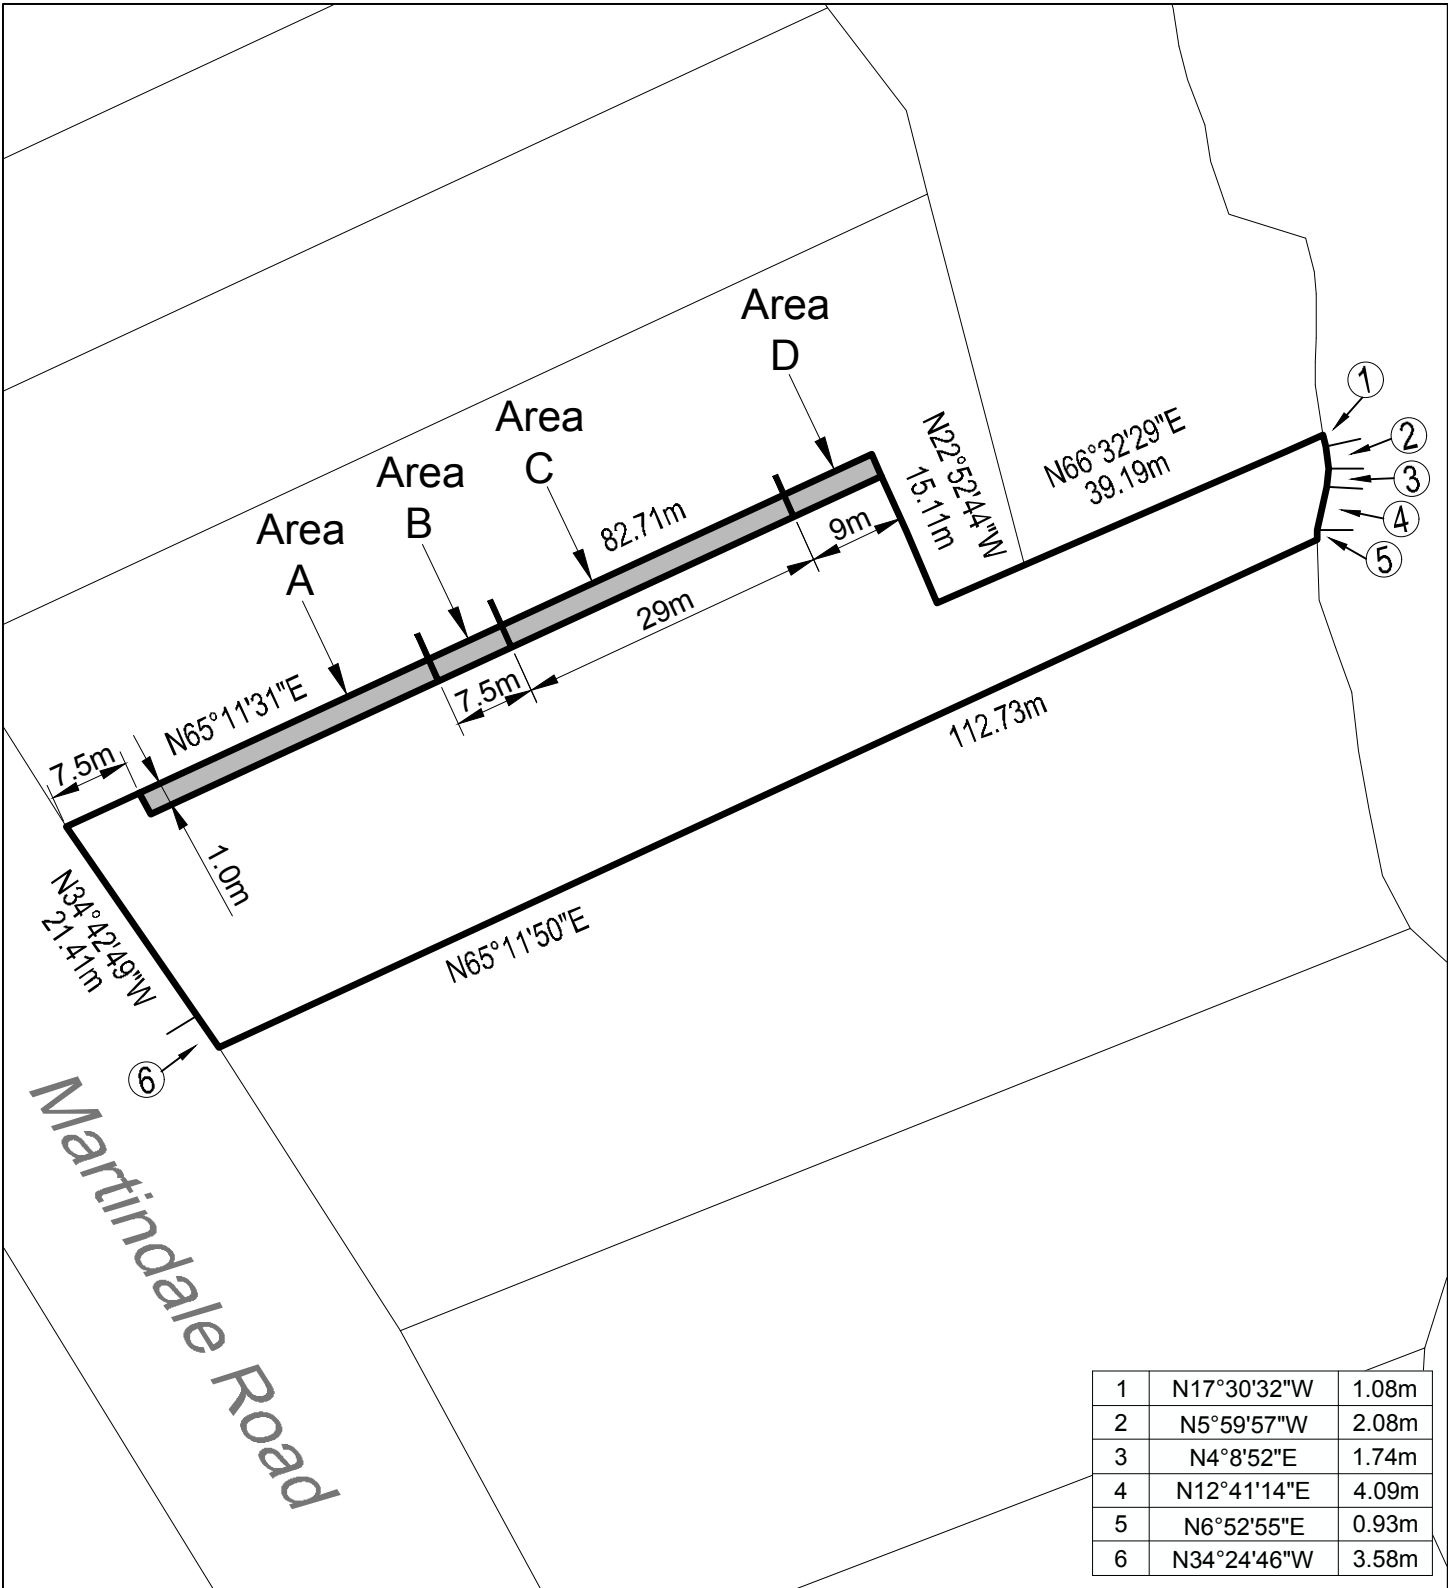 Area
D
Area
C
Area
B
Area
A
82.71m
N22°52'44"W
15.11m
N66°32'29"E
39.19m
1
2
3
4
5
9m
29m
7.5m
N65°11'31"E
7.5m
1.0m
112.73m
N65°11'50"E
N34°42'49"W
21.41m
6
Martindale Road
1 N17°30'32"W 1.08m
2 N5°59'57"W 2.08m
3 N4°8'52"E 1.74m
4 N12°41'14"E 4.09m
5 N6°52'55"E 0.93m
6 N34°24'46"W 3.58m